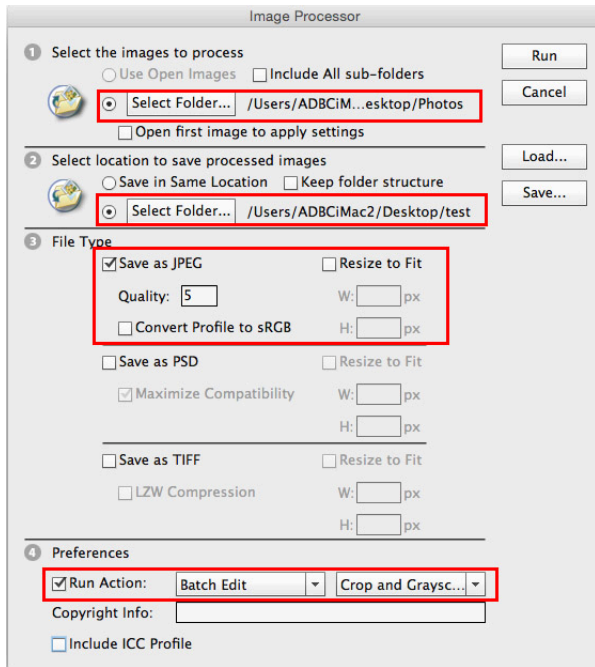 Image Processor
1 Select the images to process
Use Open Images Include All sub-folders
Select Folder... /Users/ADBCiM...esktop/Photos
Open first image to apply settings
2 Select location to save processed images
Save in Same Location Keep folder structure
Select Folder... /Users/ADBCiMac2/Desktop/test
3 File Type
Save as JPEG Resize to Fit
Quality: 5 W: px
Convert Profile to sRGB H: px
Save as PSD Resize to Fit
Maximize Compatibility W: px
H: px
Save as TIFF Resize to Fit
LZW Compression W: px
H: px
4 Preferences
Run Action: Batch Edit Crop and Graysc...
Copyright Info:
Include ICC Profile
Run
Cancel
Load...
Save...